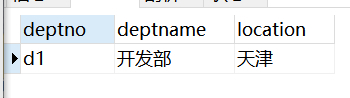 deptno deptname location
d1 开发部 天津